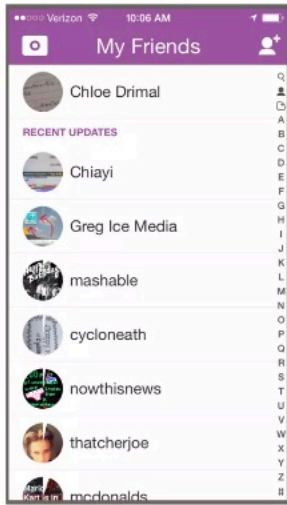 Verizon 10:06 AM
My Friends
Chloe Drimal
RECENT UPDATES
Chiayi
Greg Ice Media
mashable
cycloneath
nowthisnews
thatcherjoe
mcdonalds
A
B
C
D
E
F
G
H
I
J
K
L
M
N
O
P
Q
R
S
T
U
V
W
X
Y
Z
#